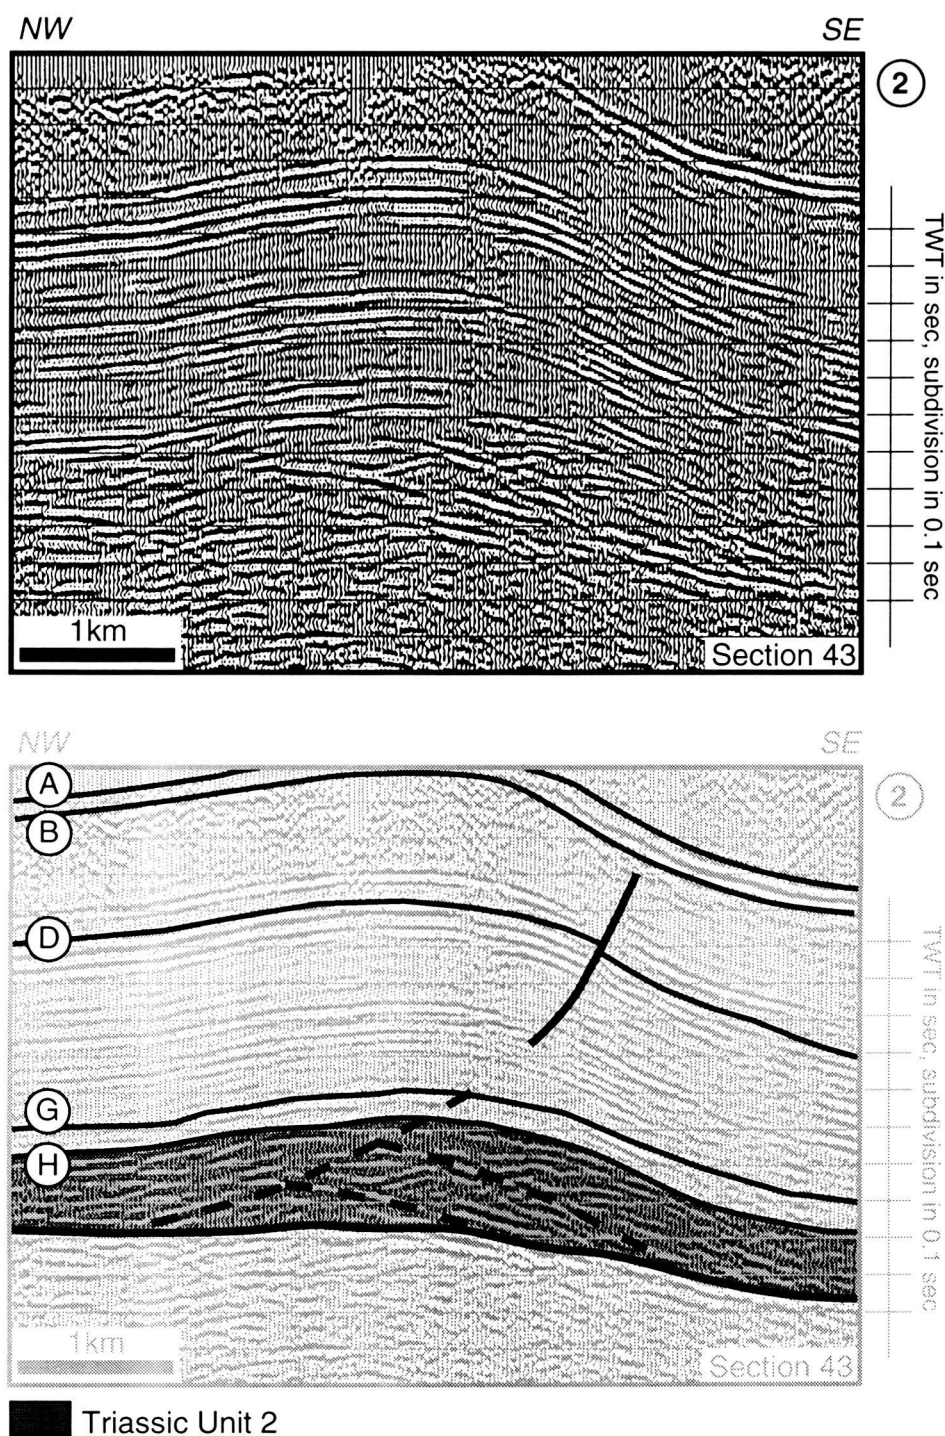 NW SE
2
TWT in sec, subdivision in 0.1 sec
1km
Section 43
NW SE
A
2
B
D
TWT in sec, subdivision in 0.1 sec
G
H
1km
Section 43
Triassic Unit 2